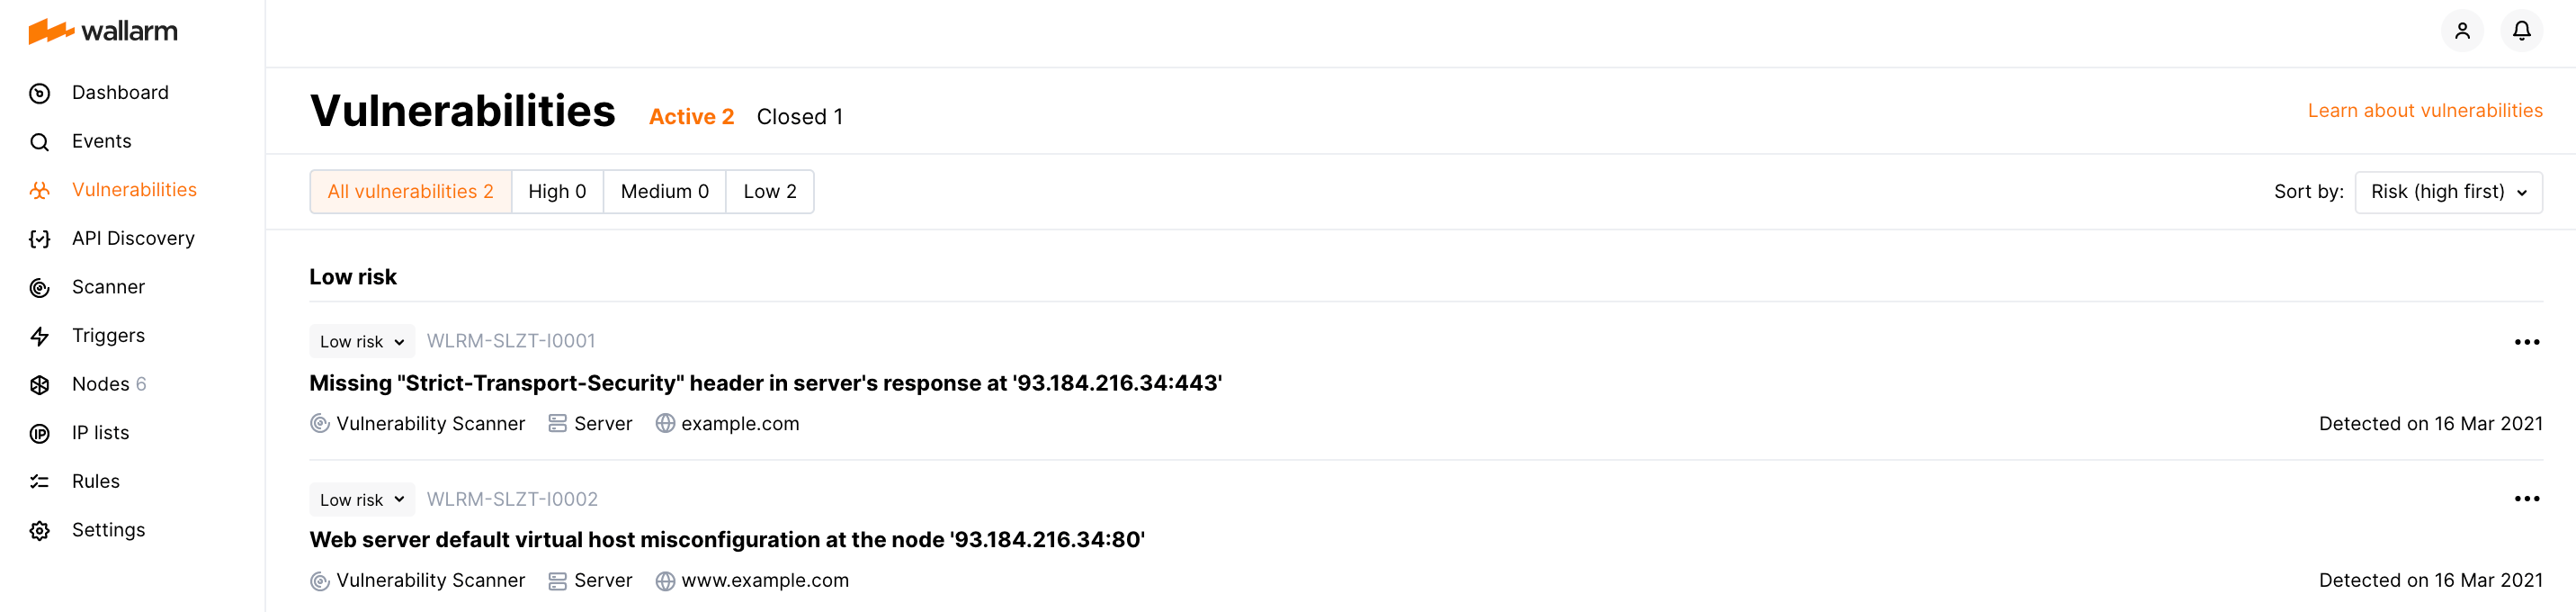 wallarm
Dashboard
Events
Vulnerabilities
API Discovery
Scanner
Triggers
Nodes 6
IP lists
Rules
Settings
Vulnerabilities Active 2 Closed 1 Learn about vulnerabilities
All vulnerabilities 2 High 0 Medium 0 Low 2 Sort by: Risk (high first)
Low risk
Low risk WLRM-SLZT-I0001
Missing "Strict-Transport-Security" header in server's response at '93.184.216.34:443'
Vulnerability Scanner Server example.com Detected on 16 Mar 2021
Low risk WLRM-SLZT-I0002
Web server default virtual host misconfiguration at the node '93.184.216.34:80'
Vulnerability Scanner Server www.example.com Detected on 16 Mar 2021